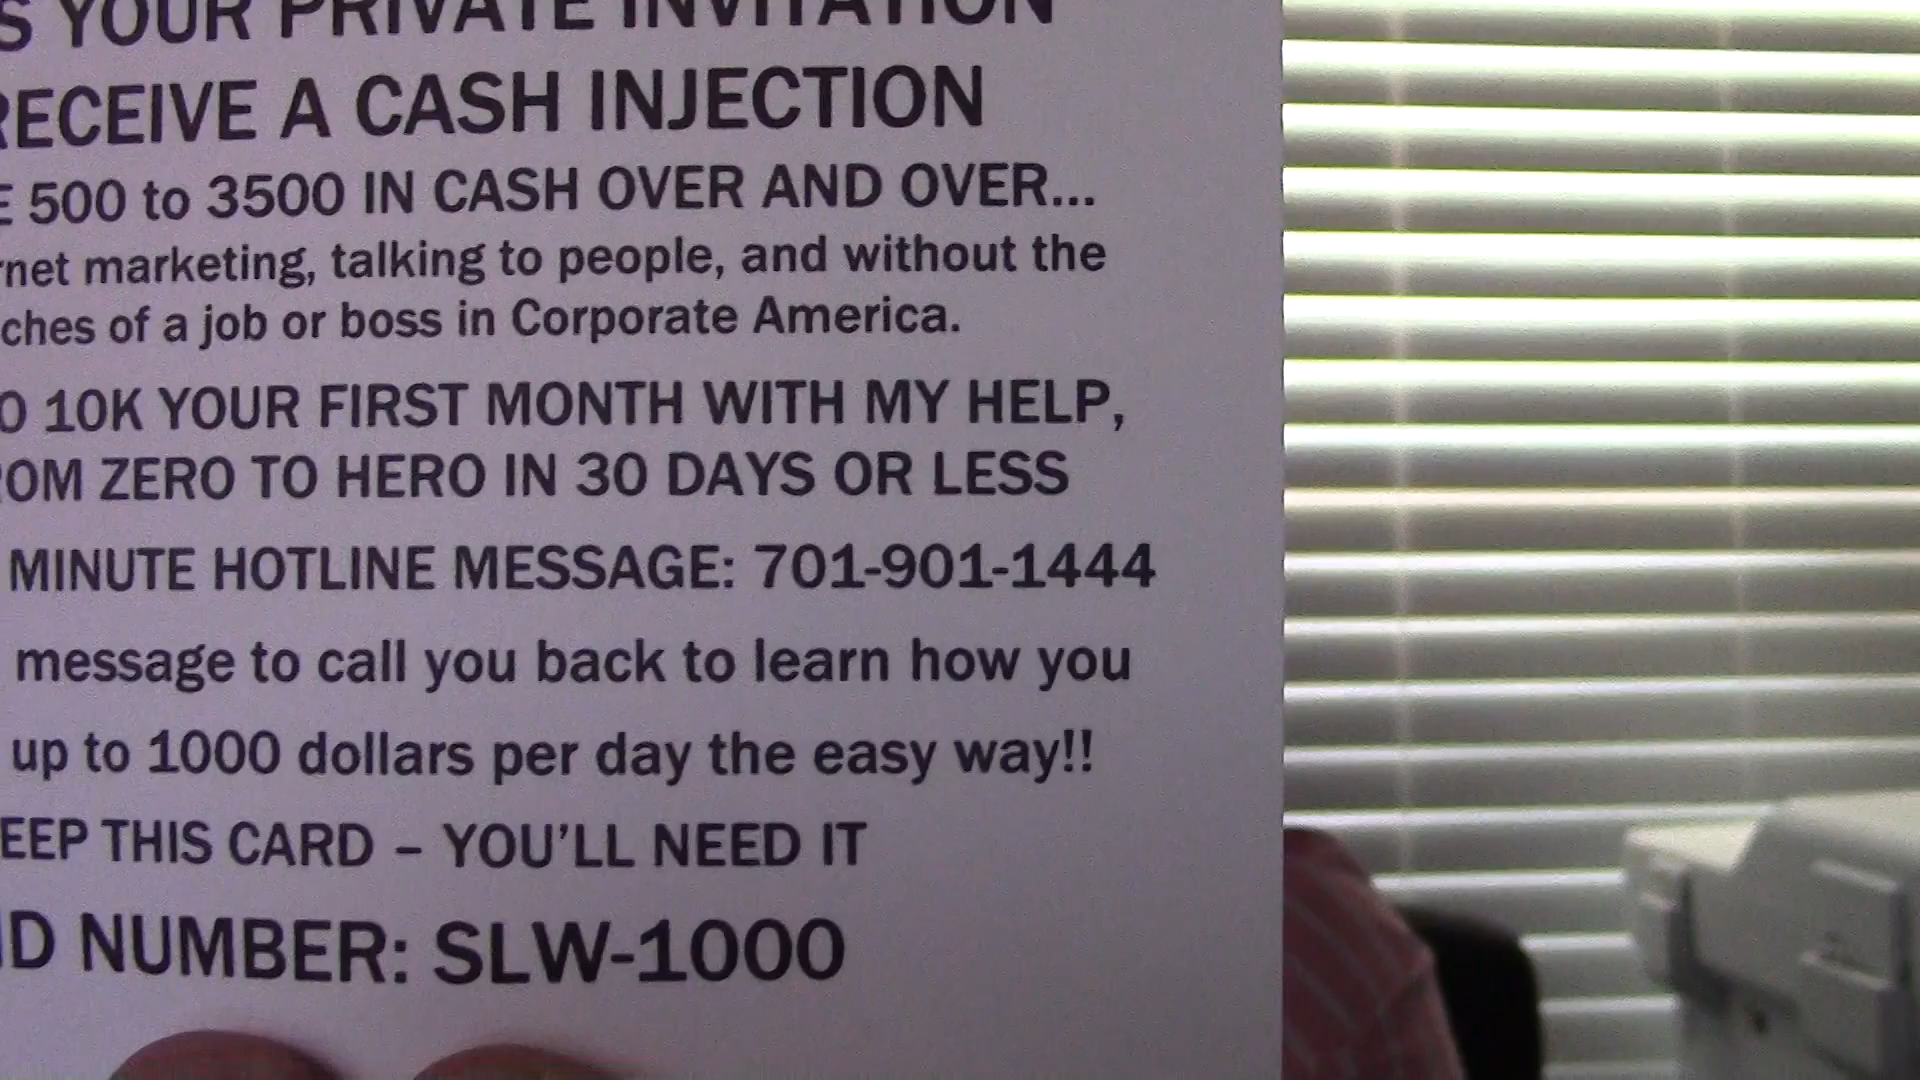 S YOUR PRIVATE INVITATION
RECEIVE A CASH INJECTION
E 500 to 3500 IN CASH OVER AND OVER...
rnet marketing, talking to people, and without the
ches of a job or boss in Corporate America.
O 10K YOUR FIRST MONTH WITH MY HELP,
ROM ZERO TO HERO IN 30 DAYS OR LESS
MINUTE HOTLINE MESSAGE: 701-901-1444
message to call you back to learn how you
up to 1000 dollars per day the easy way!!
EEP THIS CARD – YOU'LL NEED IT
ID NUMBER: SLW-1000